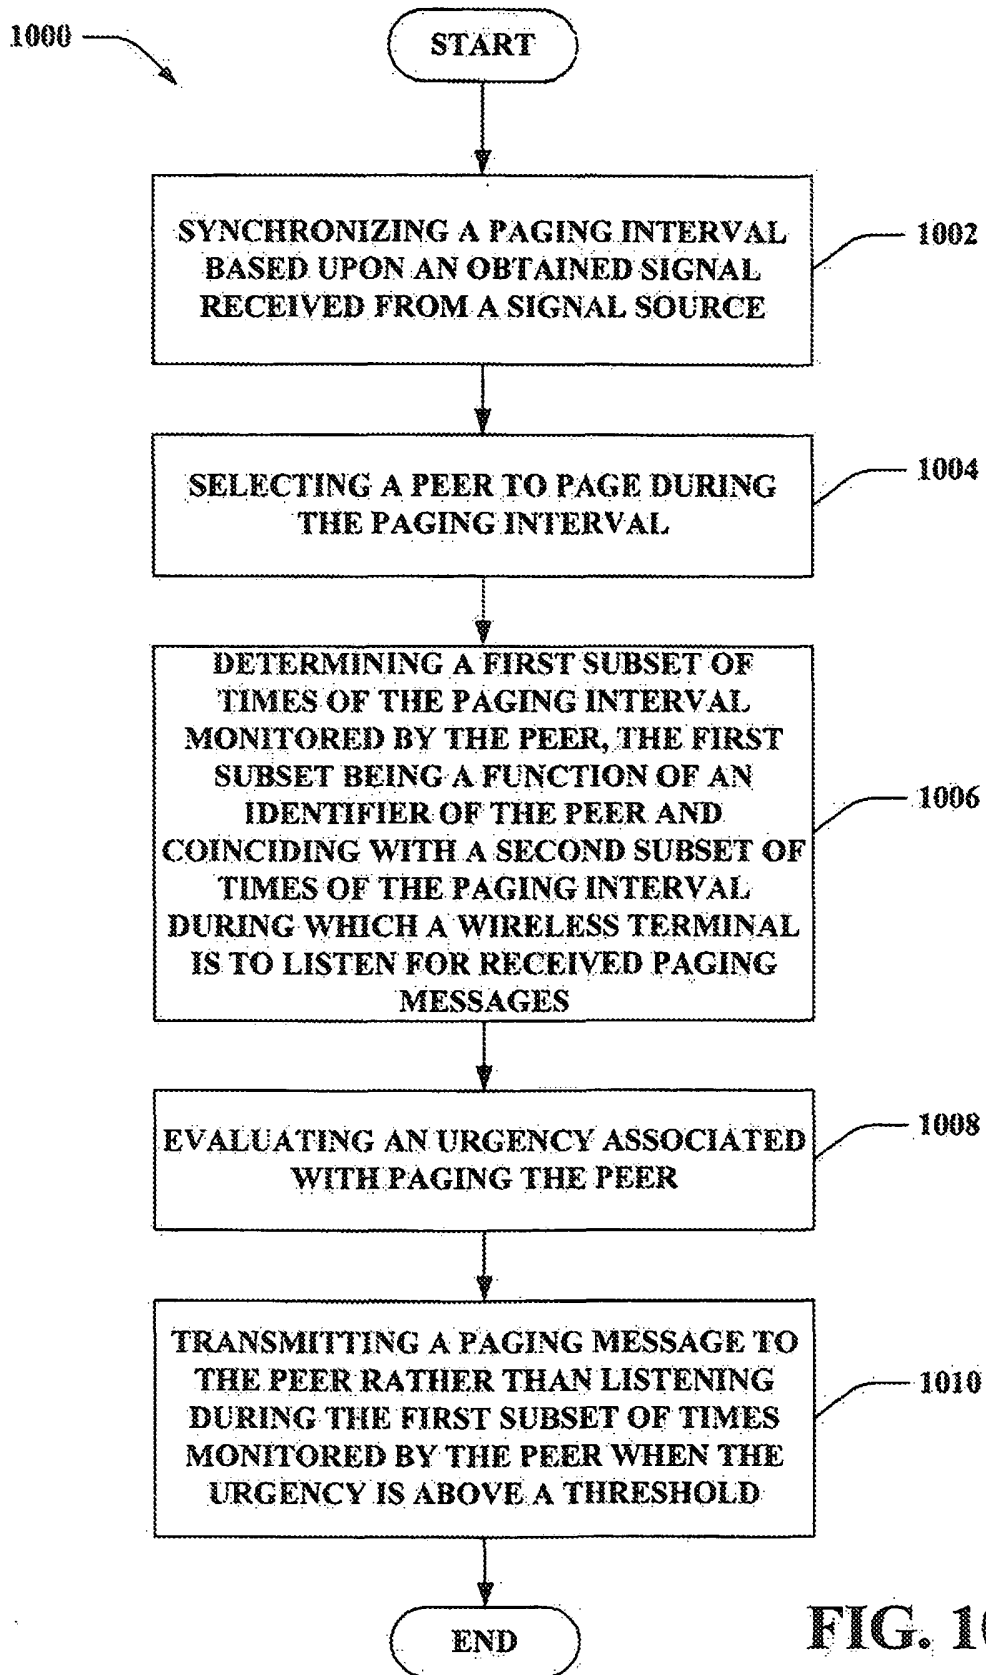 1000
START
SYNCHRONIZING A PAGING INTERVAL
BASED UPON AN OBTAINED SIGNAL
RECEIVED FROM A SIGNAL SOURCE
1002
SELECTING A PEER TO PAGE DURING
THE PAGING INTERVAL
1004
DETERMINING A FIRST SUBSET OF
TIMES OF THE PAGING INTERVAL
MONITORED BY THE PEER, THE FIRST
SUBSET BEING A FUNCTION OF AN
IDENTIFIER OF THE PEER AND
COINCIDING WITH A SECOND SUBSET OF
TIMES OF THE PAGING INTERVAL
DURING WHICH A WIRELESS TERMINAL
IS TO LISTEN FOR RECEIVED PAGING
MESSAGES
1006
EVALUATING AN URGENCY ASSOCIATED
WITH PAGING THE PEER
1008
TRANSMITTING A PAGING MESSAGE TO
THE PEER RATHER THAN LISTENING
DURING THE FIRST SUBSET OF TIMES
MONITORED BY THE PEER WHEN THE
URGENCY IS ABOVE A THRESHOLD
1010
END
FIG. 10